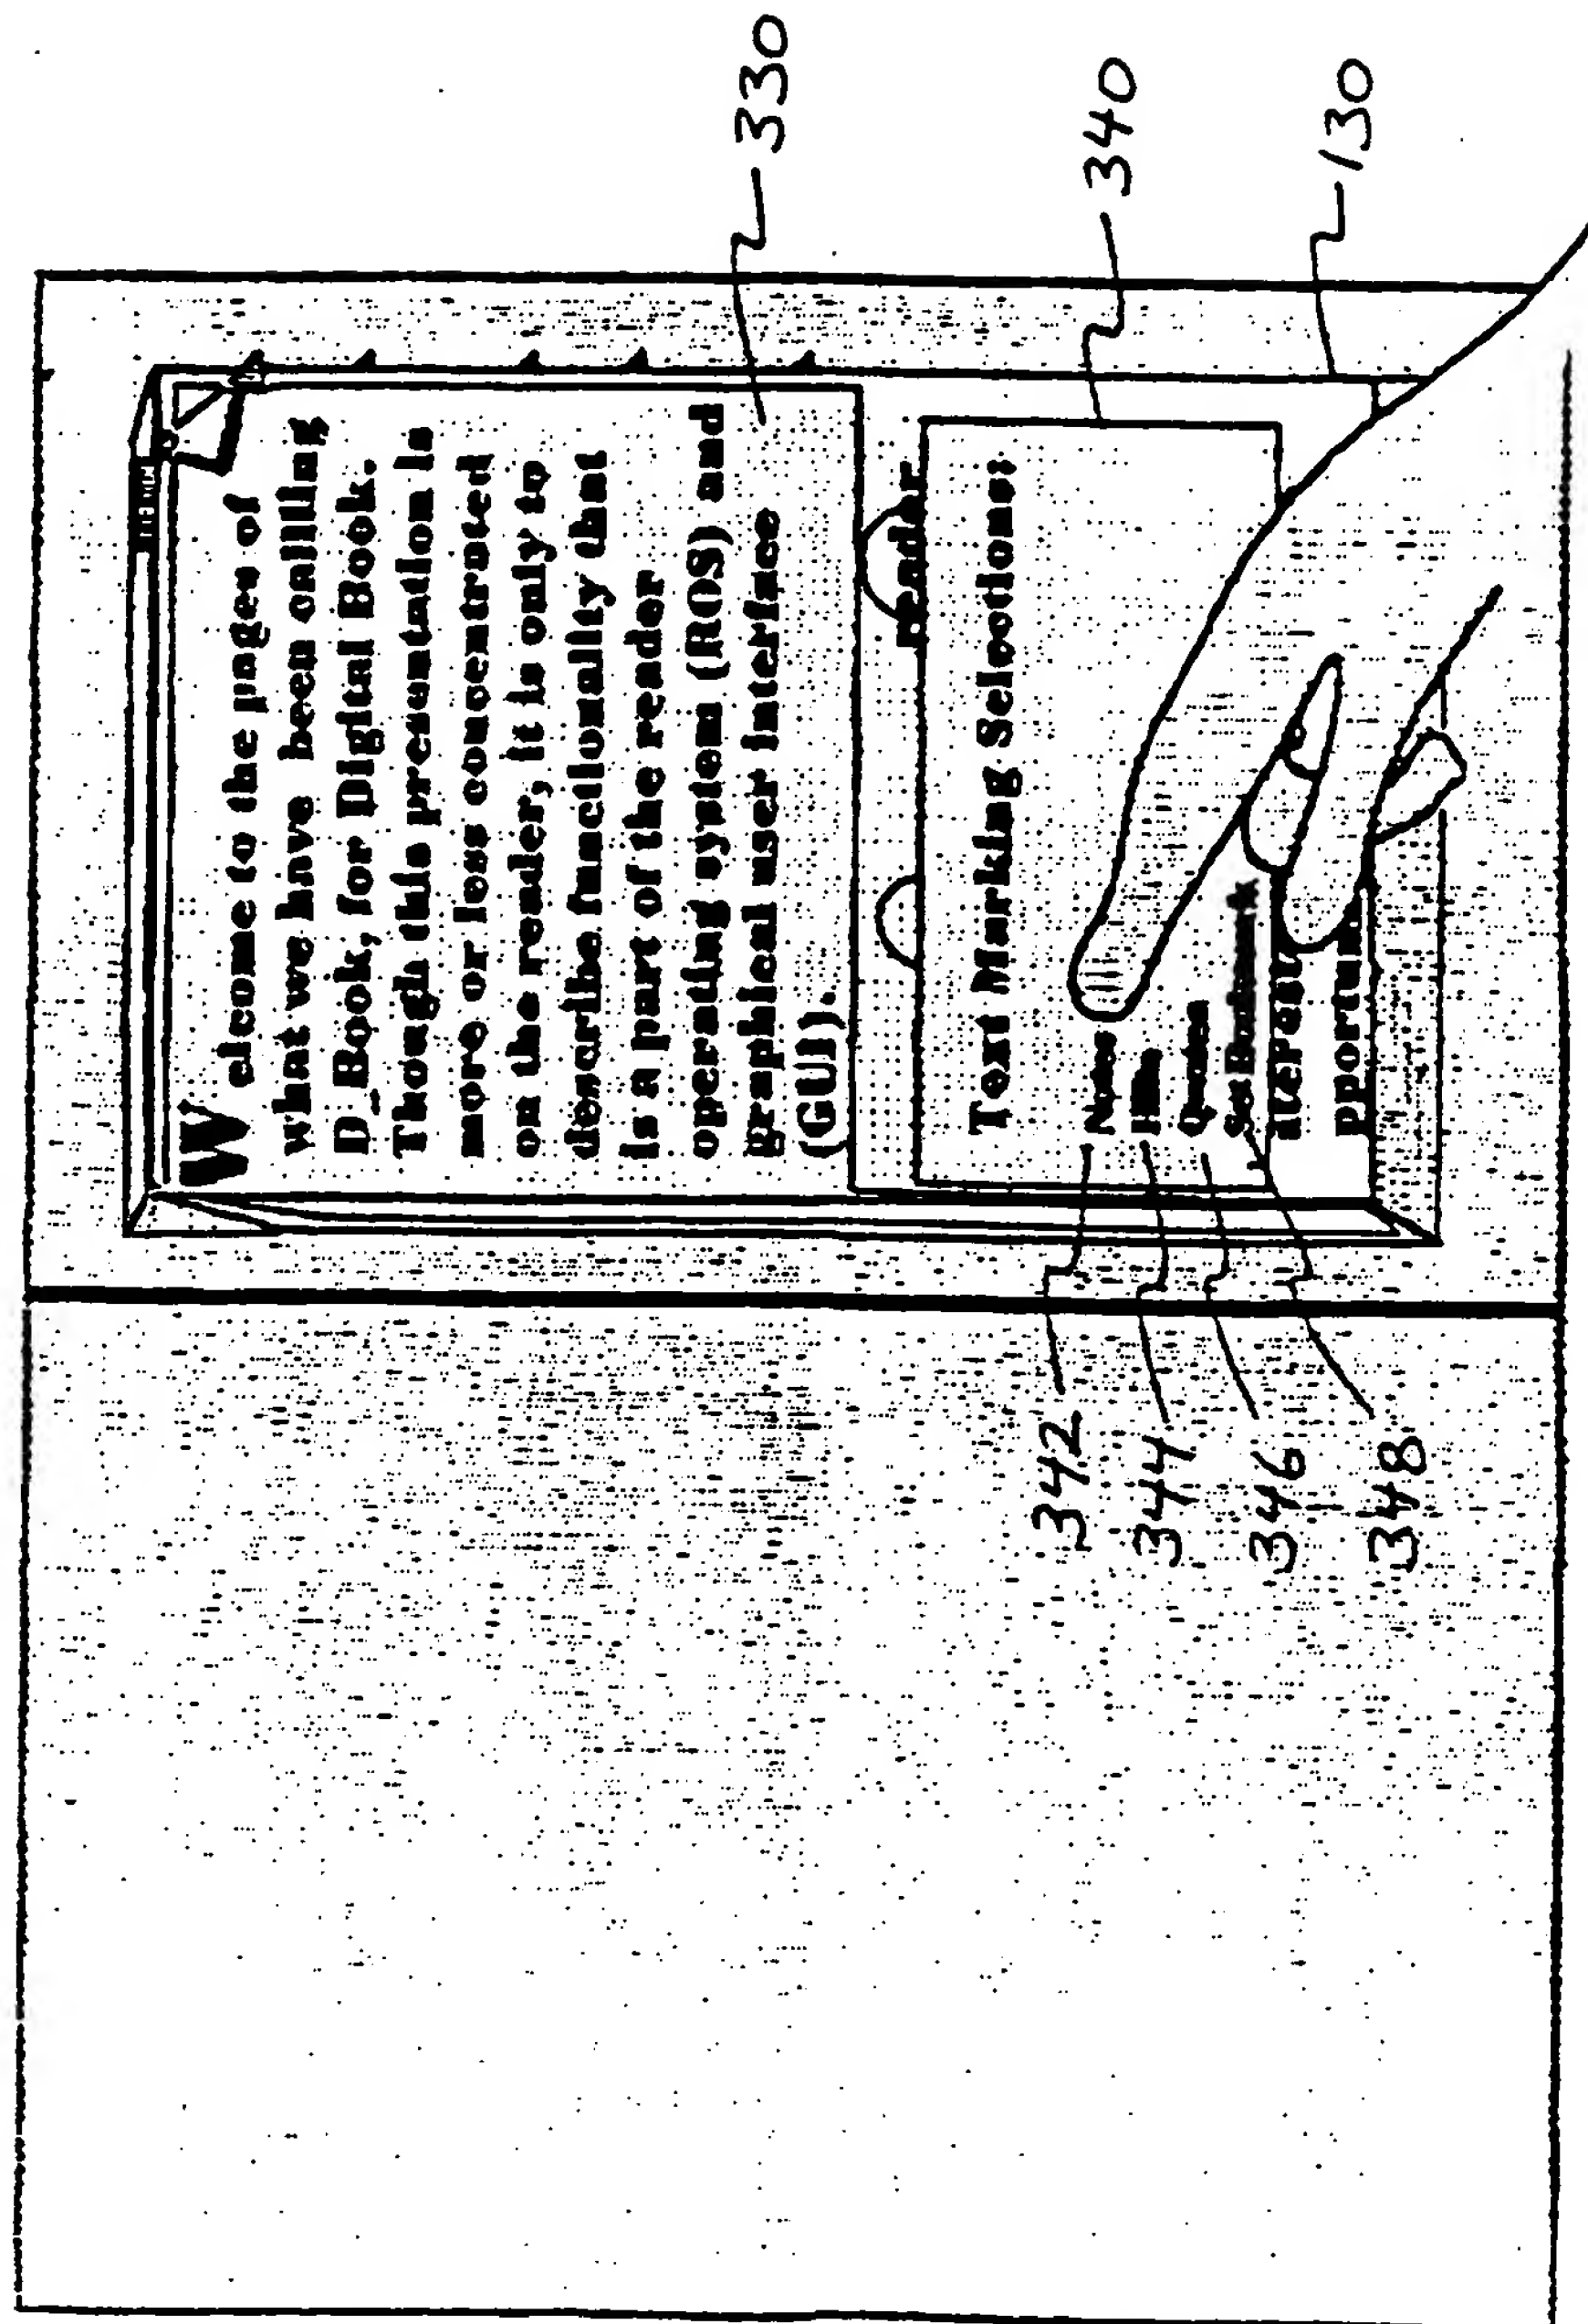 Welcome to the pages of
what we have been callling
D_Book, for Digital Book.
Though this presentation is
more or less concentrated
on the reader, it is only to
describe functionality that
is a part of the reader
operating system (ROS) and
graphical user interface
(GUI).
330
reader
Text Marking Selections:
340
Notes
Quotes
Set Bookmark
130
342
344
346
348